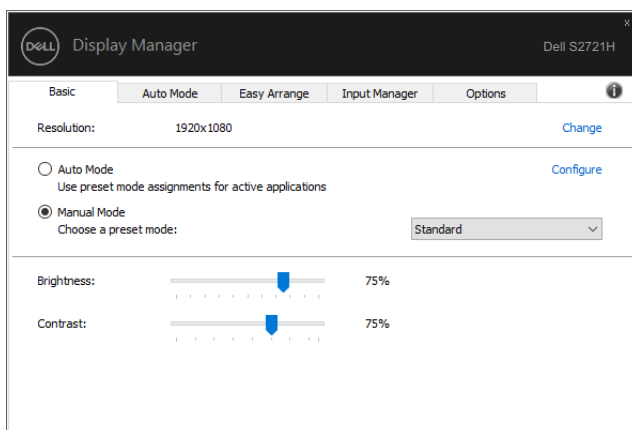 DELL Display Manager
x
Dell S2721H
Basic Auto Mode Easy Arrange Input Manager Options
Resolution: 1920x1080 Change
Auto Mode Configure
Use preset mode assignments for active applications
Manual Mode
Choose a preset mode: Standard
Brightness: 75%
Contrast: 75%